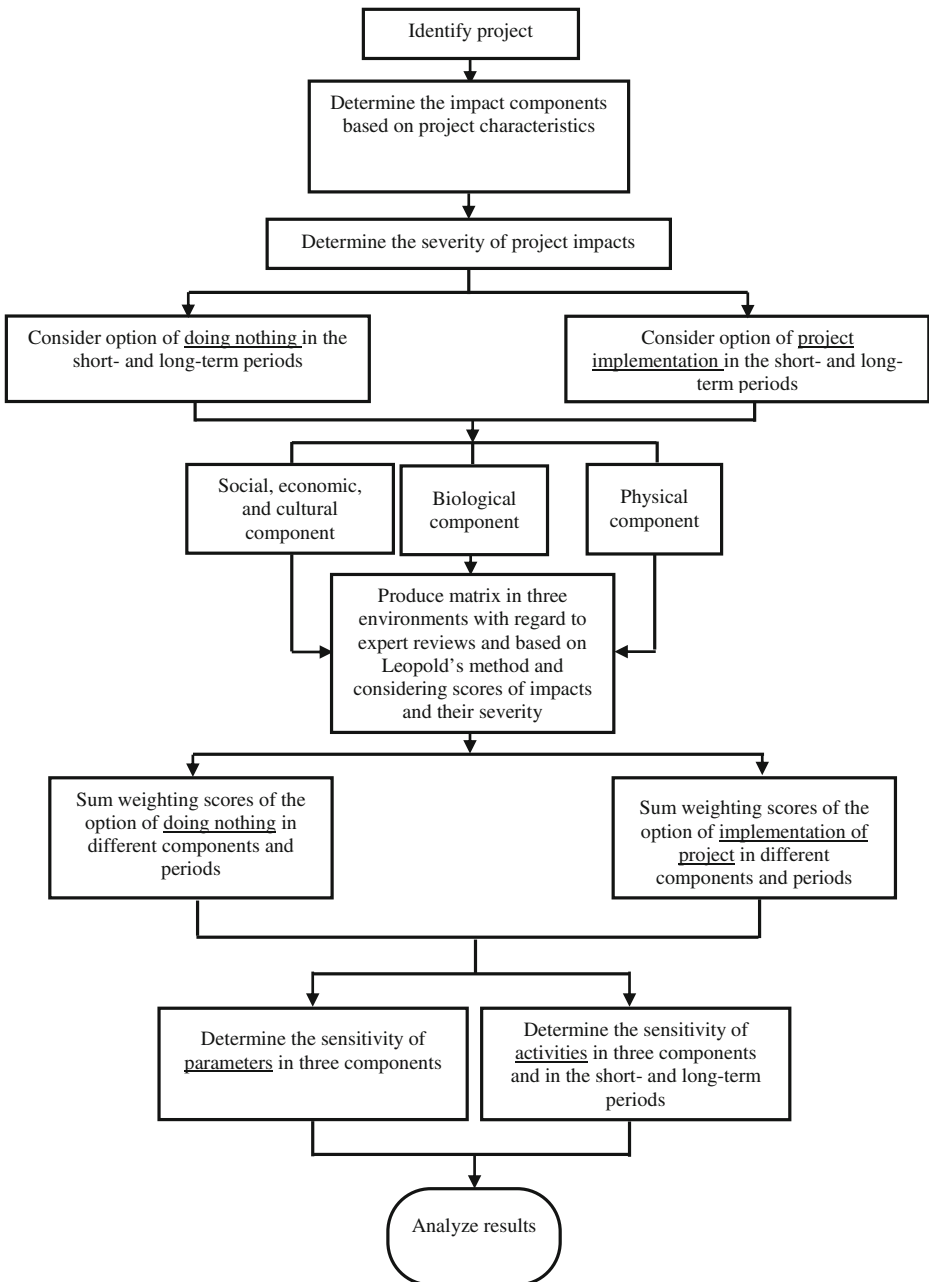 Identify project
Determine the impact components
based on project characteristics
Determine the severity of project impacts
Consider option of doing nothing in the
short- and long-term periods
Consider option of project
implementation in the short- and long-
term periods
Social, economic,
and cultural
component
Biological
component
Physical
component
Produce matrix in three
environments with regard to
expert reviews and based on
Leopold's method and
considering scores of impacts
and their severity
Sum weighting scores of the
option of doing nothing in
different components and
periods
Sum weighting scores of the
option of implementation of
project in different
components and periods
Determine the sensitivity of
parameters in three components
Determine the sensitivity of
activities in three components
and in the short- and long-term
periods
Analyze results